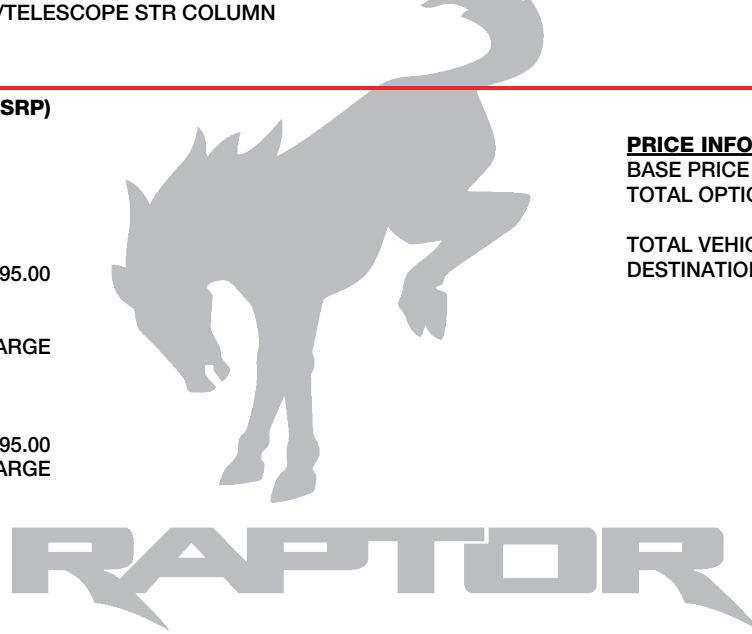 /TELESCOPE STR COLUMN
SRP)
95.00
ARGE
95.00
ARGE
PRICE INFO
BASE PRICE
TOTAL OPTIO
TOTAL VEHIC
DESTINATION
RAPTOR